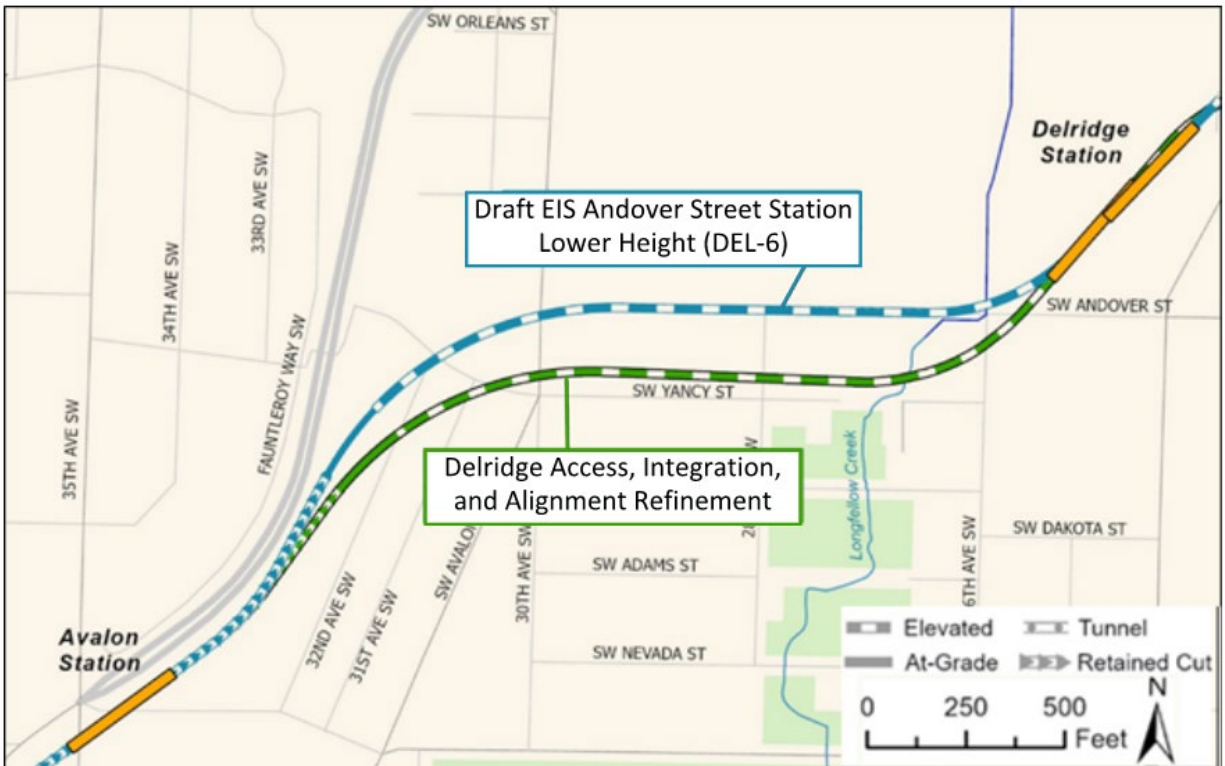 SW ORLEANS ST
Delridge
Station
33RD AVE SW
34TH AVE SW
Draft EIS Andover Street Station
Lower Height (DEL-6)
SW ANDOVER ST
FAUNTLEROY WAY SW
35TH AVE SW
SW YANCY ST
Delridge Access, Integration,
and Alignment Refinement
Longfellow Creek
SW DAKOTA ST
SW AVALON
30TH AVE SW
6TH AVE SW
SW ADAMS ST
32ND AVE SW
31ST AVE SW
SW NEVADA ST
Avalon
Station
Elevated
Tunnel
At-Grade
Retained Cut
N
0 250 500
Feet